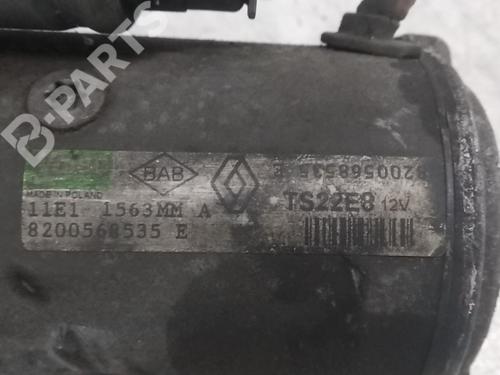 B-PARTS
MADE IN POLAND
BAB
11E1 1563MM A
8200568535 E
8200568535 E
TS22E8 12V